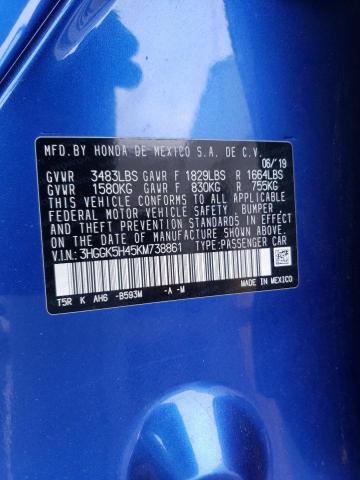 MFD.BY HONDA DE MEXICO S.A. DE C.V.
06/'19
GVWR 3483LBS GAWR F 1829LBS R 1664LBS
GVWR 1580KG GAWR F 830KG R 755KG
THIS VEHICLE CONFORMS TO ALL APPLICABLE
FEDERAL MOTOR VEHICLE SAFETY, BUMPER
AND THEFT PREVENTION STANDARDS IN EFFECT
ON THE DATE OF MANUFACTURE SHOWN ABOVE.
V.I.N.: 3HGGK5H45KM738861 TYPE:PASSENGER CAR
T5R K AH6 -B593M -A -M
MADE IN MEXICO